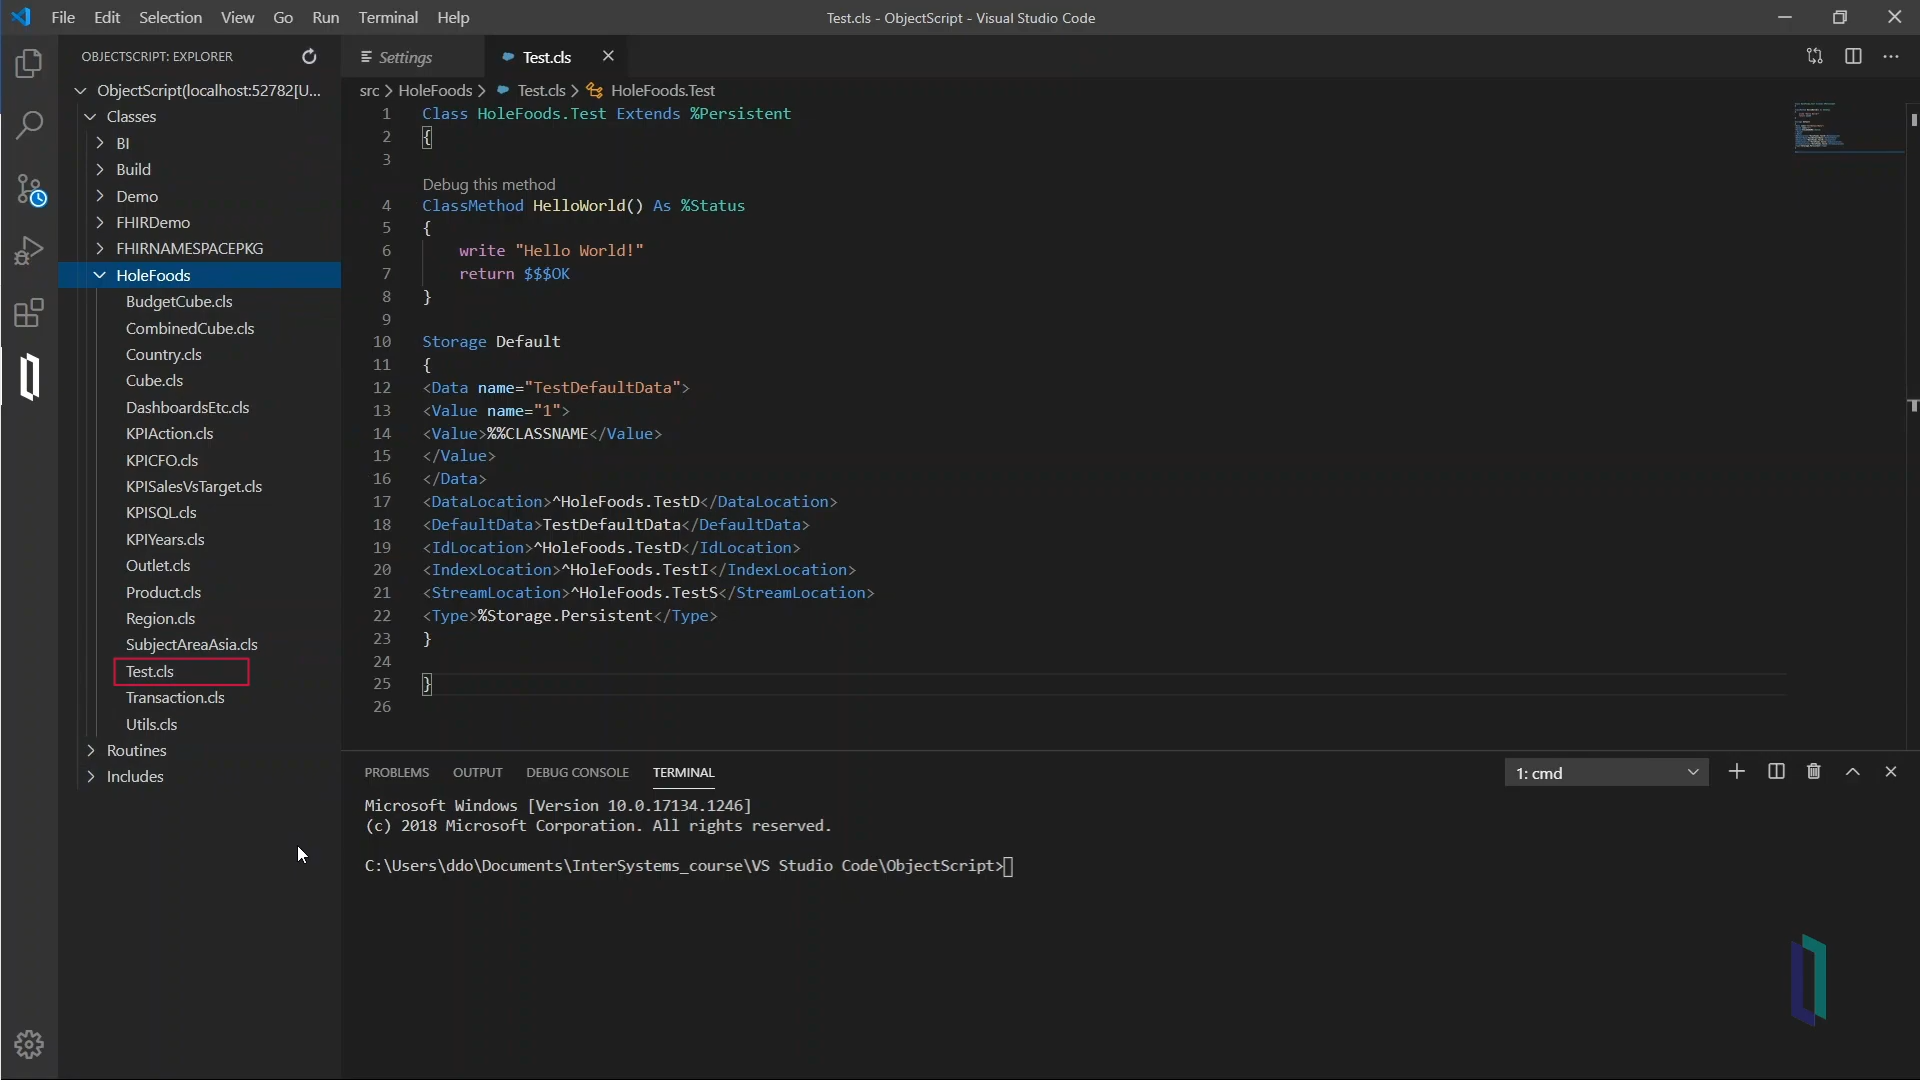 File Edit Selection View Go Run Terminal Help
Test.cls - ObjectScript - Visual Studio Code
OBJECTSCRIPT: EXPLORER
ObjectScript(localhost:52782[U...
Classes
BI
Build
Demo
FHIRDemo
FHIRNAMESPACEPKG
HoleFoods
BudgetCube.cls
CombinedCube.cls
Country.cls
Cube.cls
DashboardsEtc.cls
KPIAction.cls
KPICFO.cls
KPISalesVsTarget.cls
KPISQL.cls
KPIYears.cls
Outlet.cls
Product.cls
Region.cls
SubjectAreaAsia.cls
Test.cls
Transaction.cls
Utils.cls
Routines
Includes
Settings Test.cls
src > HoleFoods > Test.cls > HoleFoods.Test
1 Class HoleFoods.Test Extends %Persistent
2 {
3
Debug this method
4 ClassMethod HelloWorld() As %Status
5 {
6 write "Hello World!"
7 return $$$OK
8 }
9
10 Storage Default
11 {
12 <Data name="TestDefaultData">
13 <Value name="1">
14 <Value>%%CLASSNAME</Value>
15 </Value>
16 </Data>
17 <DataLocation>^HoleFoods.TestD</DataLocation>
18 <DefaultData>TestDefaultData</DefaultData>
19 <IdLocation>^HoleFoods.TestD</IdLocation>
20 <IndexLocation>^HoleFoods.TestI</IndexLocation>
21 <StreamLocation>^HoleFoods.TestS</StreamLocation>
22 <Type>%Storage.Persistent</Type>
23 }
24
25 }
26
PROBLEMS OUTPUT DEBUG CONSOLE TERMINAL
1: cmd
Microsoft Windows [Version 10.0.17134.1246]
(c) 2018 Microsoft Corporation. All rights reserved.
C:\Users\ddo\Documents\InterSystems_course\VS Studio Code\ObjectScript>